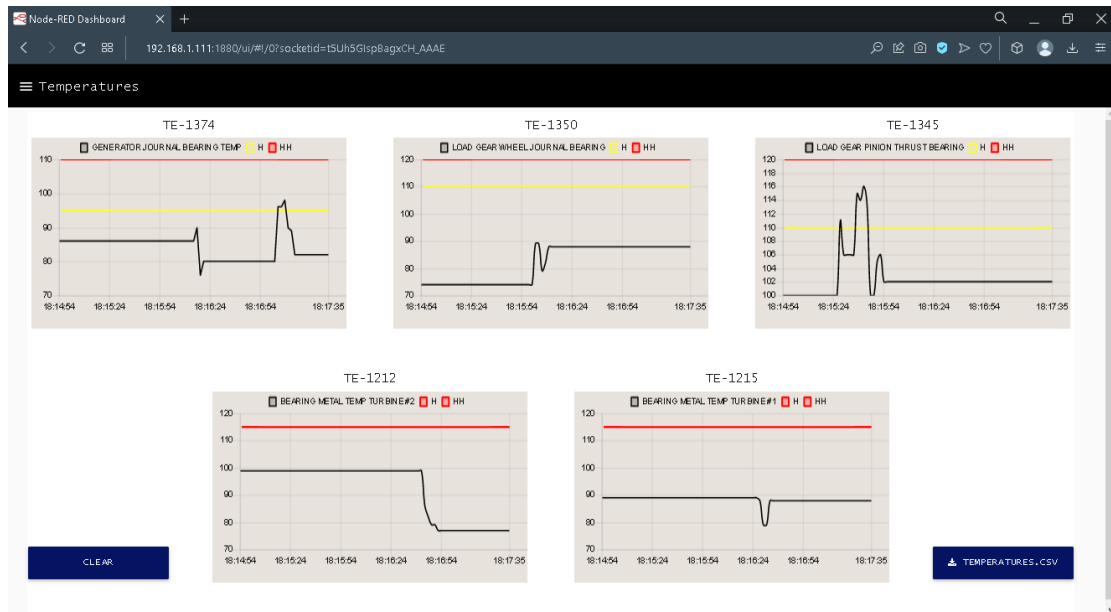 Node-RED Dashboard
192.168.1.111:1880/ui/#!/0?socketid=t5Uh5GIspBagxCH_AAAE
Temperatures
TE-1374
GENERATOR JOURNAL BEARING TEMP H HH
110
100
90
80
70
18:14:54 18:15:24 18:15:54 18:16:24 18:16:54 18:17:35
TE-1350
LOAD GEAR WHEEL JOURNAL BEARING H HH
120
110
100
90
80
70
18:14:54 18:15:24 18:15:54 18:16:24 18:16:54 18:17:35
TE-1345
LOAD GEAR PINION THRUST BEARING H HH
120
118
116
114
112
110
108
106
104
102
100
18:14:54 18:15:24 18:15:54 18:16:24 18:16:54 18:17:35
TE-1212
BEARING METAL TEMP TURBINE#2 H HH
120
110
100
90
80
70
18:14:54 18:15:24 18:15:54 18:16:24 18:16:54 18:17:35
TE-1215
BEARING METAL TEMP TURBINE#1 H HH
120
110
100
90
80
70
18:14:54 18:15:24 18:15:54 18:16:24 18:16:54 18:17:35
CLEAR
TEMPERATURES.CSV